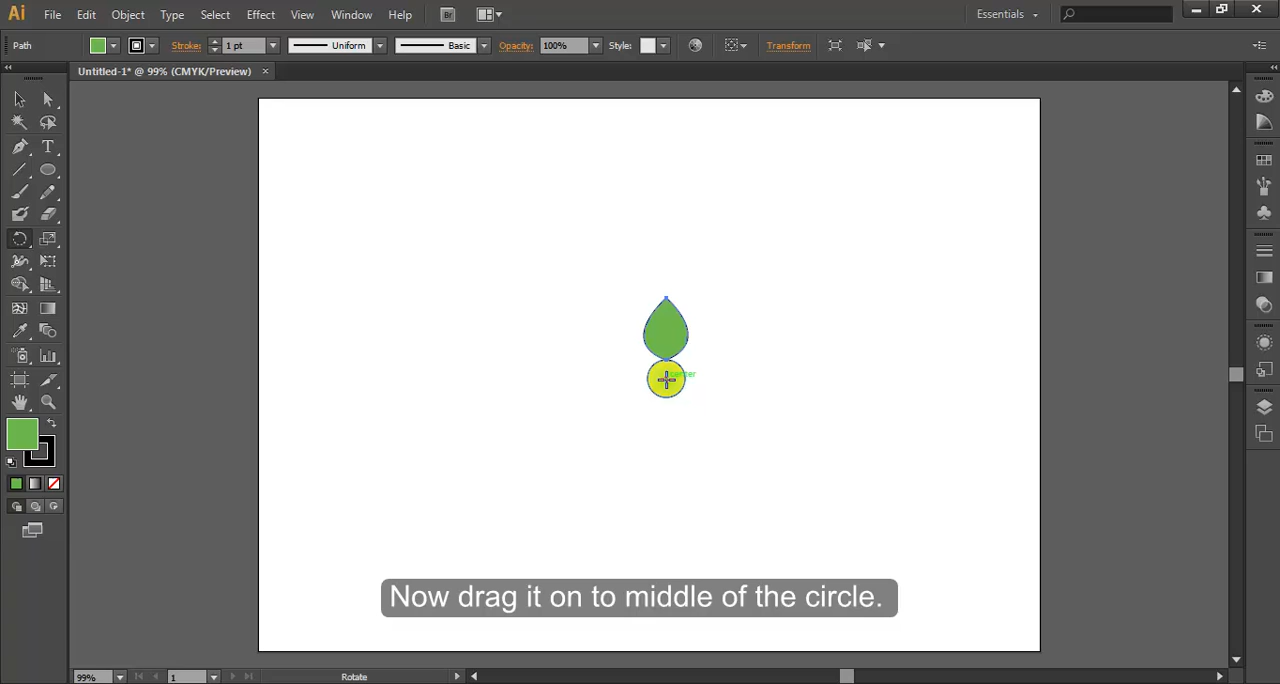 Ai File Edit Object Type Select Effect View Window Help Br Essentials
Path Stroke: 1 pt Uniform Basic Opacity: 100% Style: Transform
Untitled-1* @ 99% (CMYK/Preview) ×
T
center
Now drag it on to middle of the circle.
99% 1 Rotate